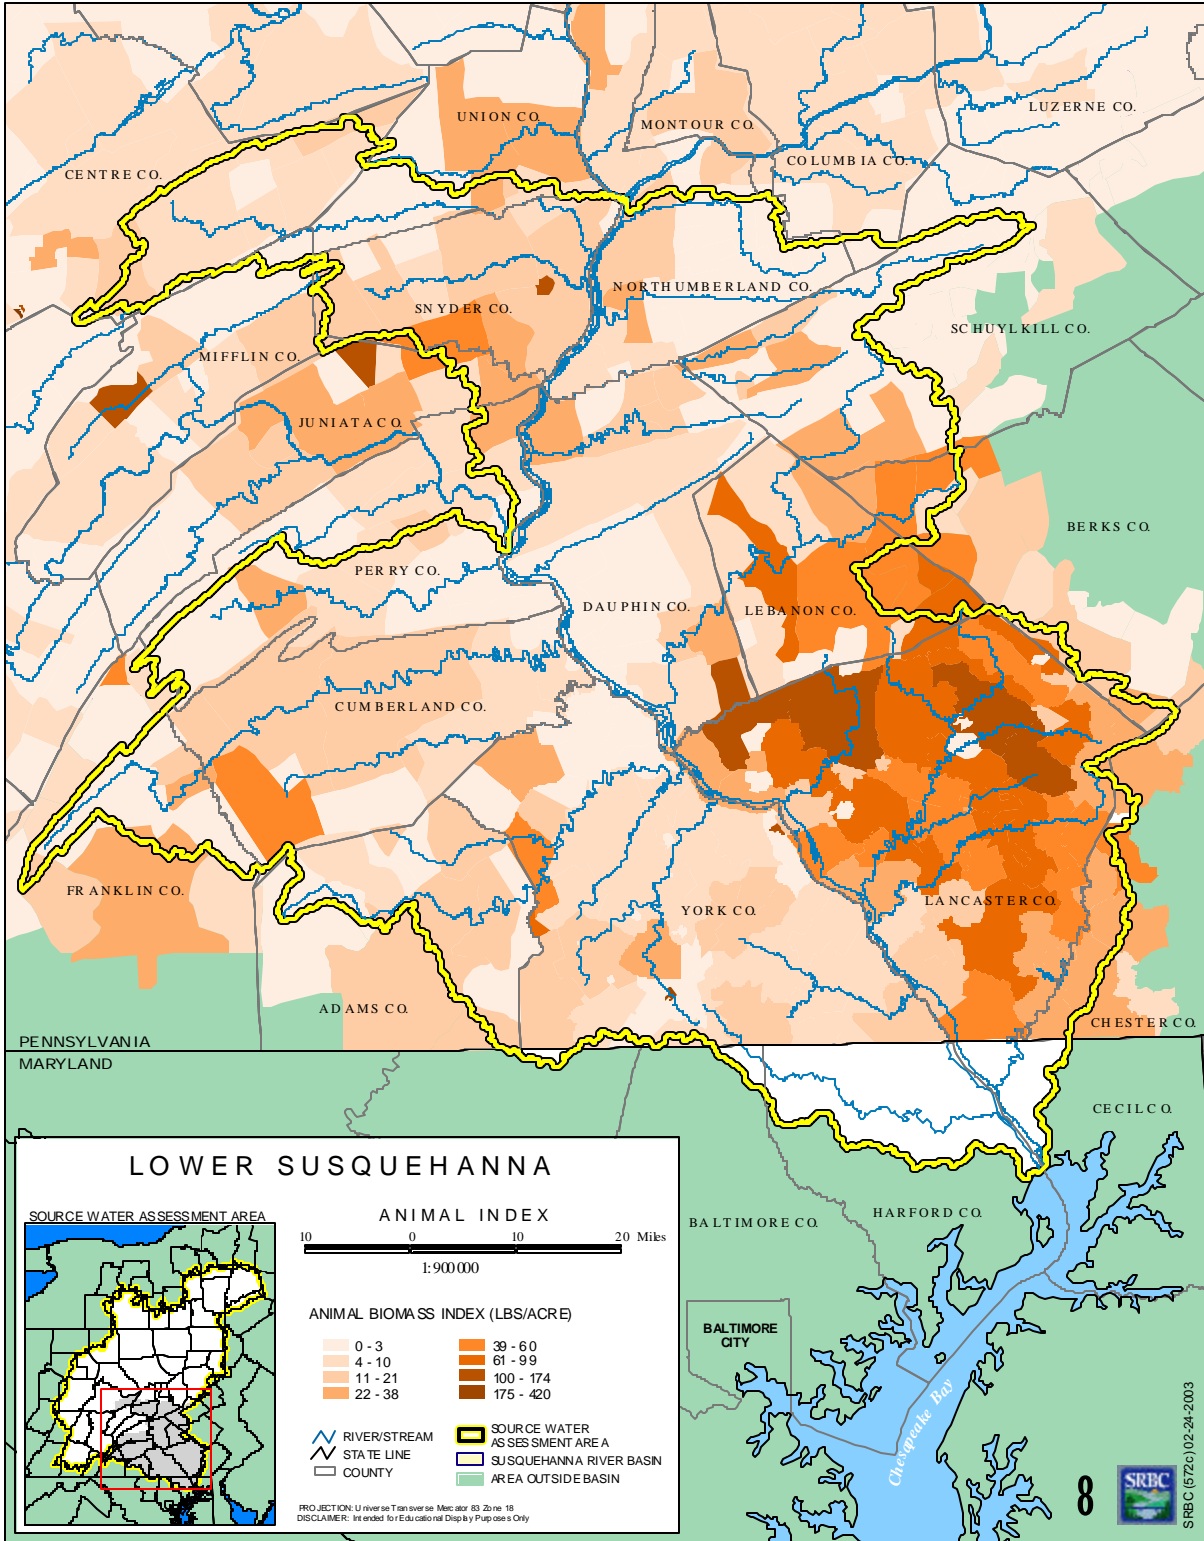 LUZERNE CO.
UNION CO.
MONTOUR CO.
COLUMBIA CO.
CENTRE CO.
NORTHUMBERLAND CO.
SNYDER CO.
SCHUYLKILL CO.
MIFFLIN CO.
JUNIATA CO.
BERKS CO.
PERRY CO.
DAUPHIN CO.
LEBANON CO.
CUMBERLAND CO.
FRANKLIN CO.
YORK CO.
LANCASTER CO.
ADAMS CO.
CHESTER CO.
PENNSYLVANIA
MARYLAND
CECIL CO.
HARFORD CO.
BALTIMORE CO.
BALTIMORE
CITY
Chesapeake Bay
LOWER SUSQUEHANNA
SOURCE WATER ASSESSMENT AREA
ANIMAL INDEX
10 0 10 20 Miles
1:900000
ANIMAL BIOMASS INDEX (LBS/ACRE)
0 - 3
4 - 10
11 - 21
22 - 38
39 - 60
61 - 99
100 - 174
175 - 420
RIVER/STREAM
STATE LINE
COUNTY
SOURCE WATER
ASSESSMENT AREA
SUSQUEHANNA RIVER BASIN
AREA OUTSIDE BASIN
PROJECTION: Universe Transverse Mercator 83 Zone 18
DISCLAIMER: Intended for Educational Display Purposes Only
8
SRBC
SRBC (572c) 02-24-2003